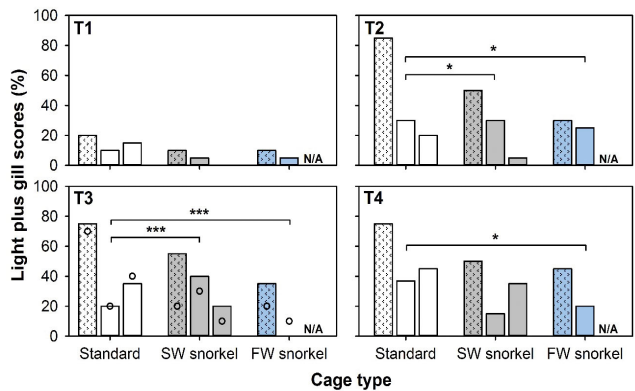 Light plus gill scores (%)
100
80
60
40
20
0
T1
N/A
T2
*
*
N/A
100
80
60
40
20
0
T3
***
***
N/A
T4
*
N/A
Standard SW snorkel FW snorkel
Standard SW snorkel FW snorkel
Cage type